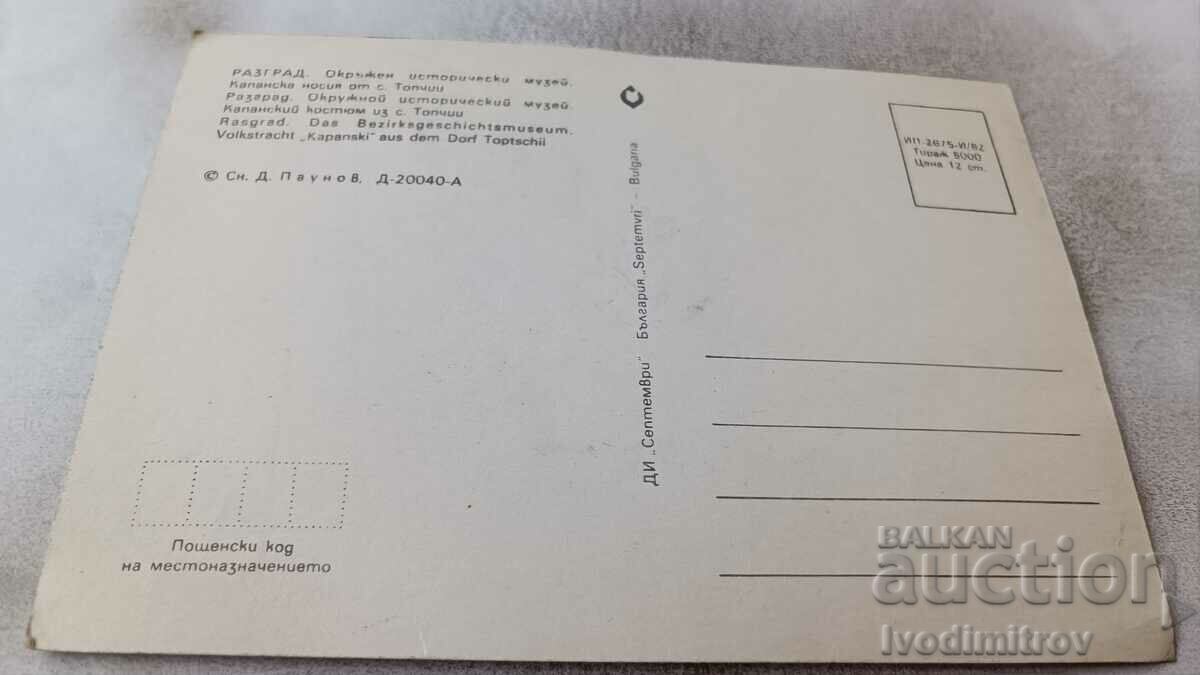 РАЗГРАД. Окръжен исторически музей.
Капанска носия от с. Топчии
Разград. Окружной исторический музей.
Капанский костюм из с. Топчии
Rasgrad. Das Bezirksgeschichtsmuseum.
Volkstracht „Kapanski" aus dem Dorf Toptschii
© Сн. Д. Паунов, Д-20040-А
ДИ „Септември" България „Septemvri" - Bulgaria
ИП-2675-И/82
Тираж 5000
Цена 12 ст.
Пощенски код
на местоназначението
BALKAN
auction
Ivodimitrov